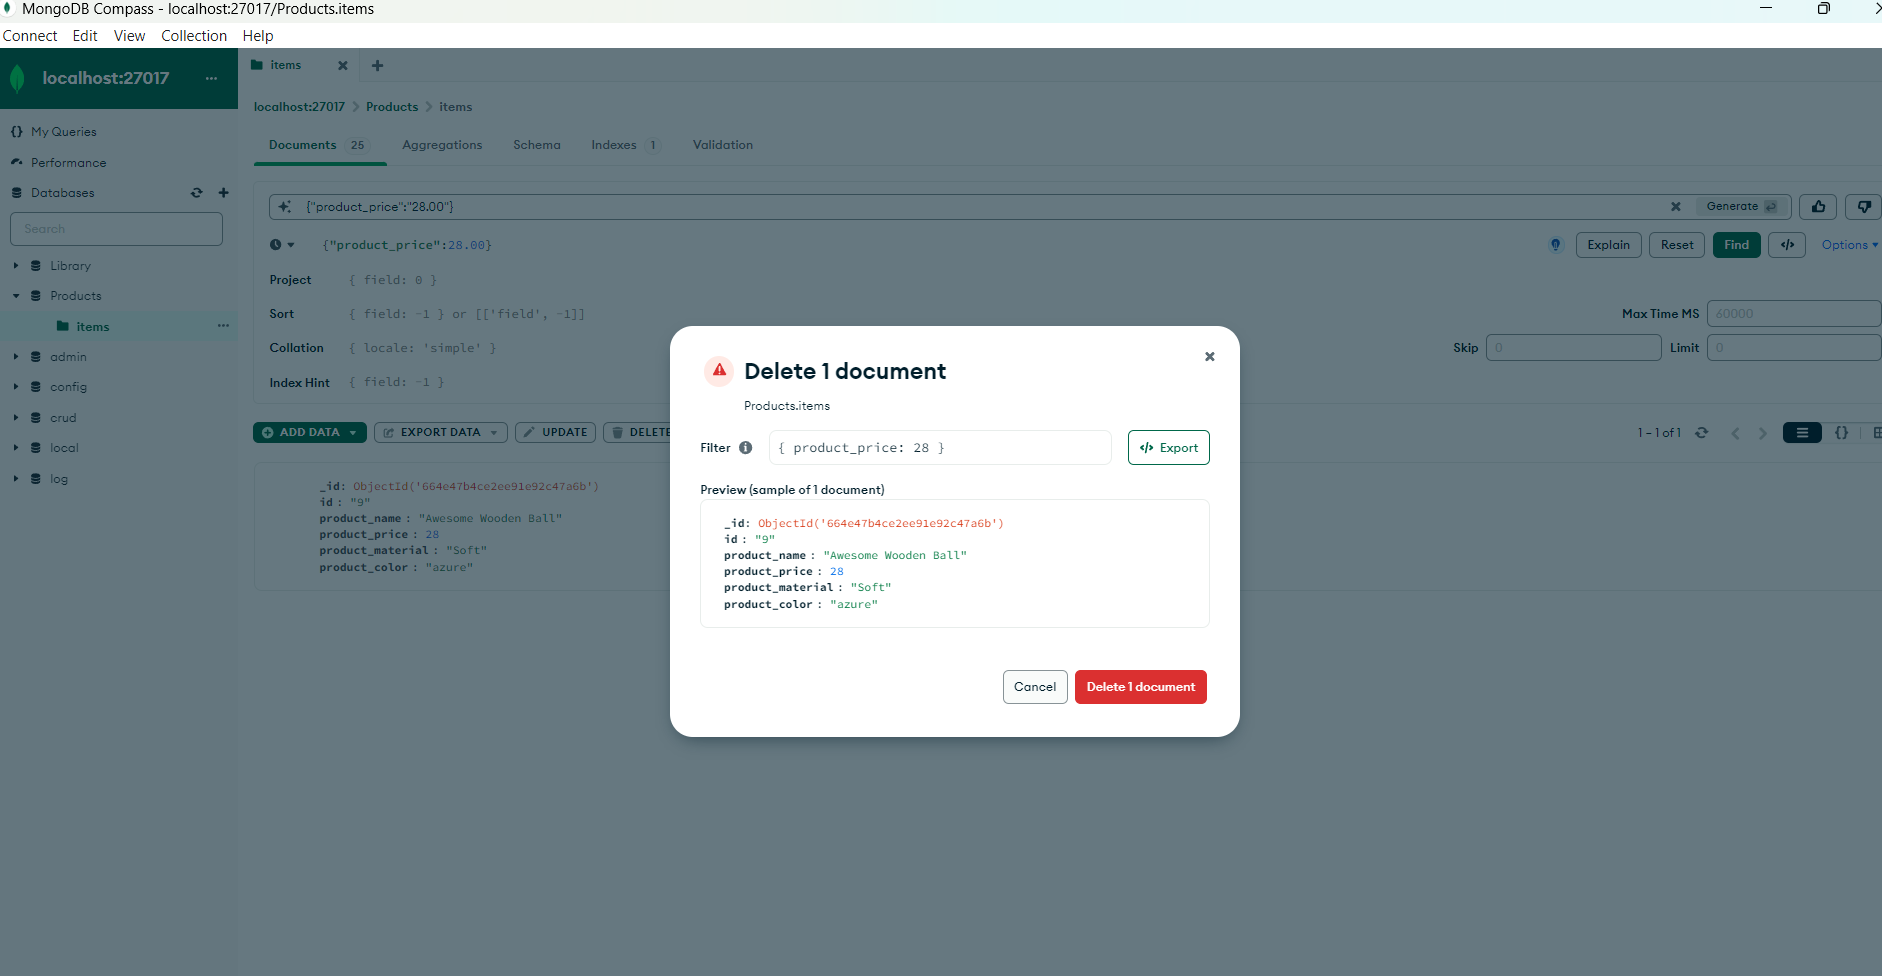 MongoDB Compass - localhost:27017/Products.items
Connect Edit View Collection Help
localhost:27017 ...
items
localhost:27017 > Products > items
{} My Queries
Performance
Databases
Search
Library
Products
items ...
admin
config
crud
local
log
Documents 25 Aggregations Schema Indexes 1 Validation
{"product_price":"28.00"}
Generate
{"product_price":28.00}
Explain Reset Find </> Options
Project { field: 0 }
Sort { field: -1 } or [['field', -1]]
Max Time MS 60000
Collation { locale: 'simple' }
Skip 0 Limit 0
Index Hint { field: -1 }
ADD DATA EXPORT DATA UPDATE DELETE
1 - 1 of 1 {}
_id: ObjectId('664e47b4ce2ee91e92c47a6b')
id : "9"
product_name : "Awesome Wooden Ball"
product_price : 28
product_material : "Soft"
product_color : "azure"
Delete 1 document
Products.items
Filter { product_price: 28 } </> Export
Preview (sample of 1 document)
_id: ObjectId('664e47b4ce2ee91e92c47a6b')
id : "9"
product_name : "Awesome Wooden Ball"
product_price : 28
product_material : "Soft"
product_color : "azure"
Cancel Delete 1 document